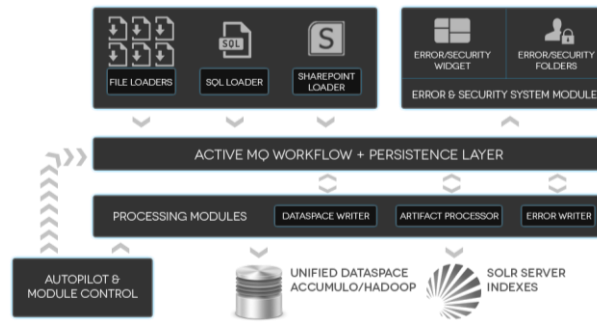 SQL
S
FILE LOADERS
SQL LOADER
SHAREPOINT
LOADER
ERROR/SECURITY
WIDGET
ERROR/SECURITY
FOLDERS
ERROR & SECURITY SYSTEM MODULE
ACTIVE MQ WORKFLOW + PERSISTENCE LAYER
PROCESSING MODULES
DATASPACE WRITER
ARTIFACT PROCESSOR
ERROR WRITER
AUTOPILOT &
MODULE CONTROL
UNIFIED DATASPACE
ACCUMULO/HADOOP
SOLR SERVER
INDEXES